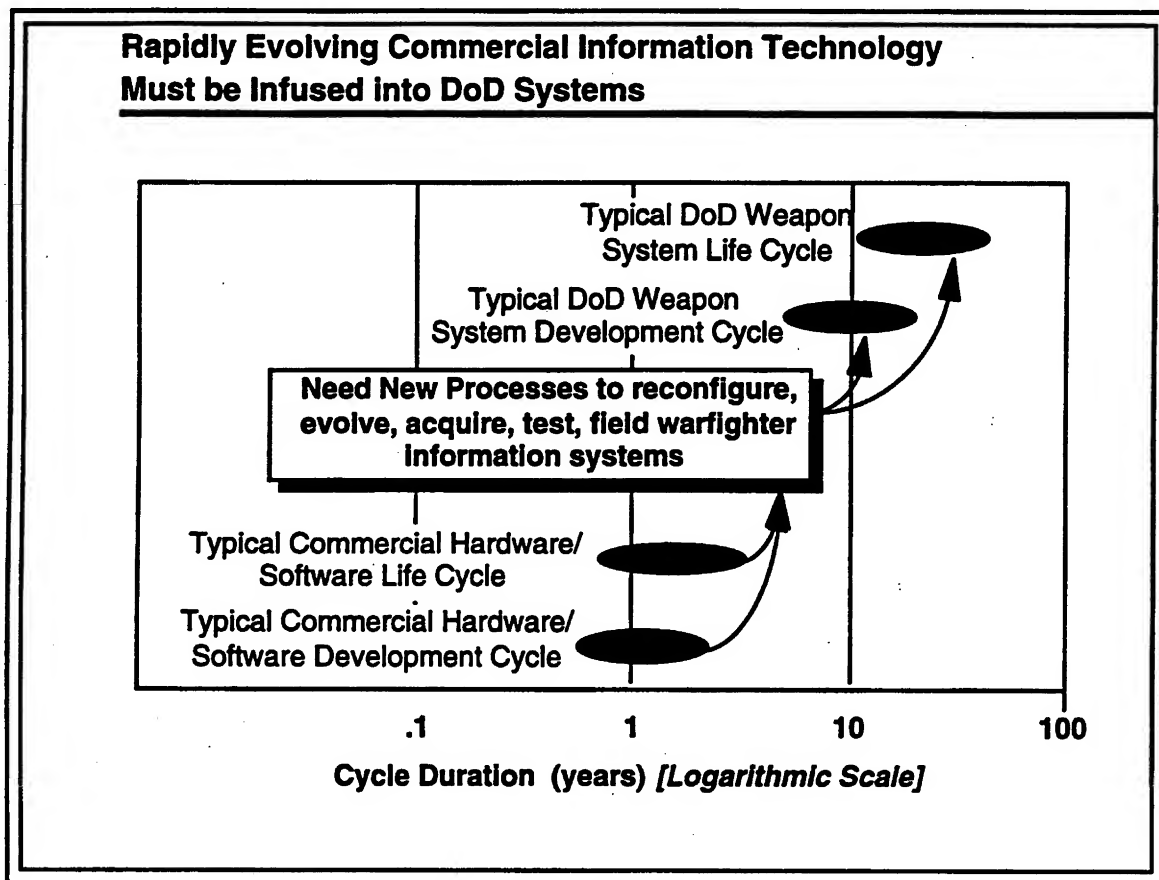 Rapidly Evolving Commercial Information Technology
Must be Infused into DoD Systems
Typical DoD Weapon
System Life Cycle
Typical DoD Weapon
System Development Cycle
Need New Processes to reconfigure,
evolve, acquire, test, field warfighter
information systems
Typical Commercial Hardware/
Software Life Cycle
Typical Commercial Hardware/
Software Development Cycle
.1 1 10 100
Cycle Duration (years) [Logarithmic Scale]